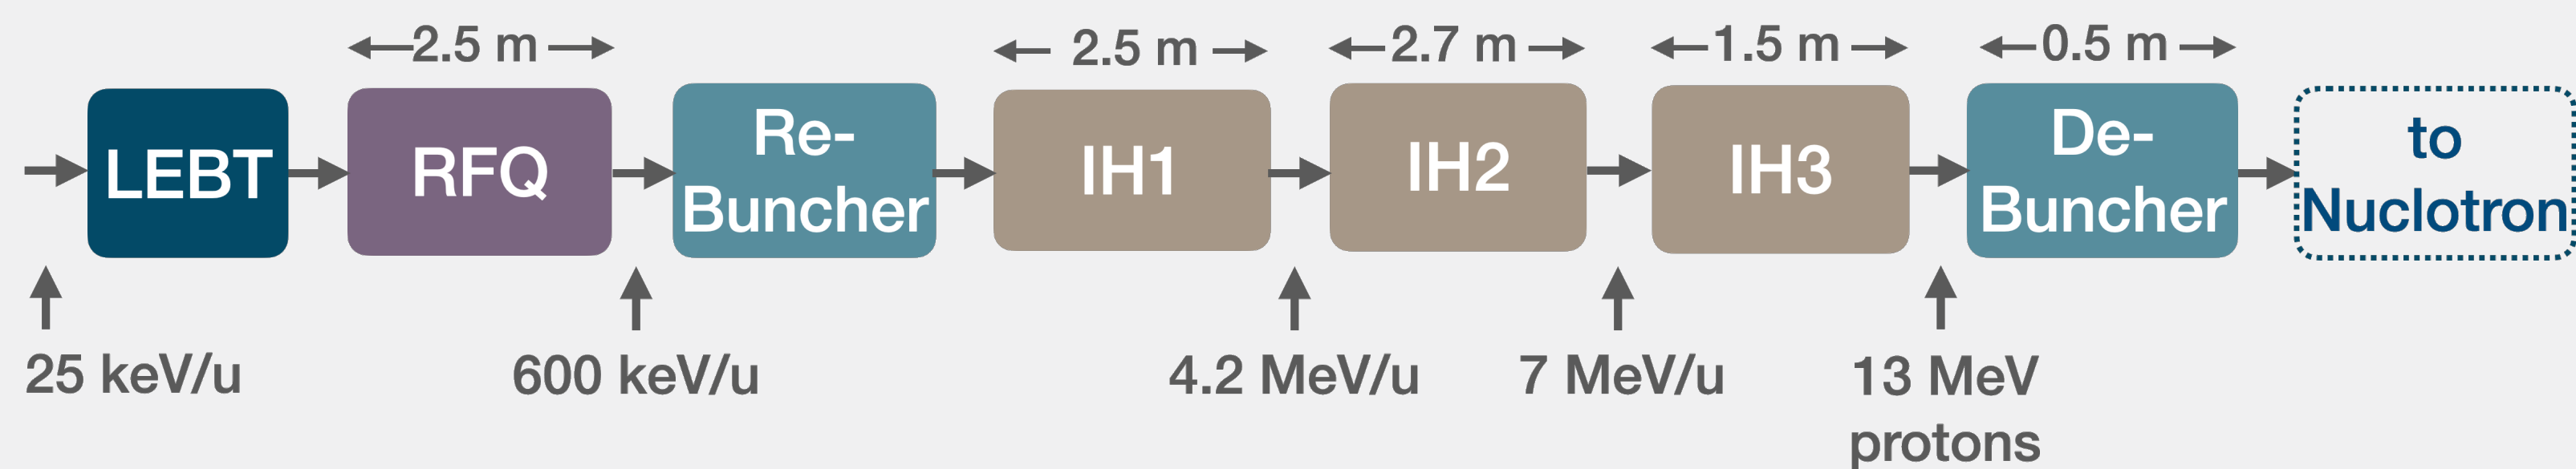 2.5 m
2.5 m
2.7 m
1.5 m
0.5 m
LEBT
RFQ
Re-
Buncher
IH1
IH2
IH3
De-
Buncher
to
Nuclotron
25 keV/u
600 keV/u
4.2 MeV/u
7 MeV/u
13 MeV
protons